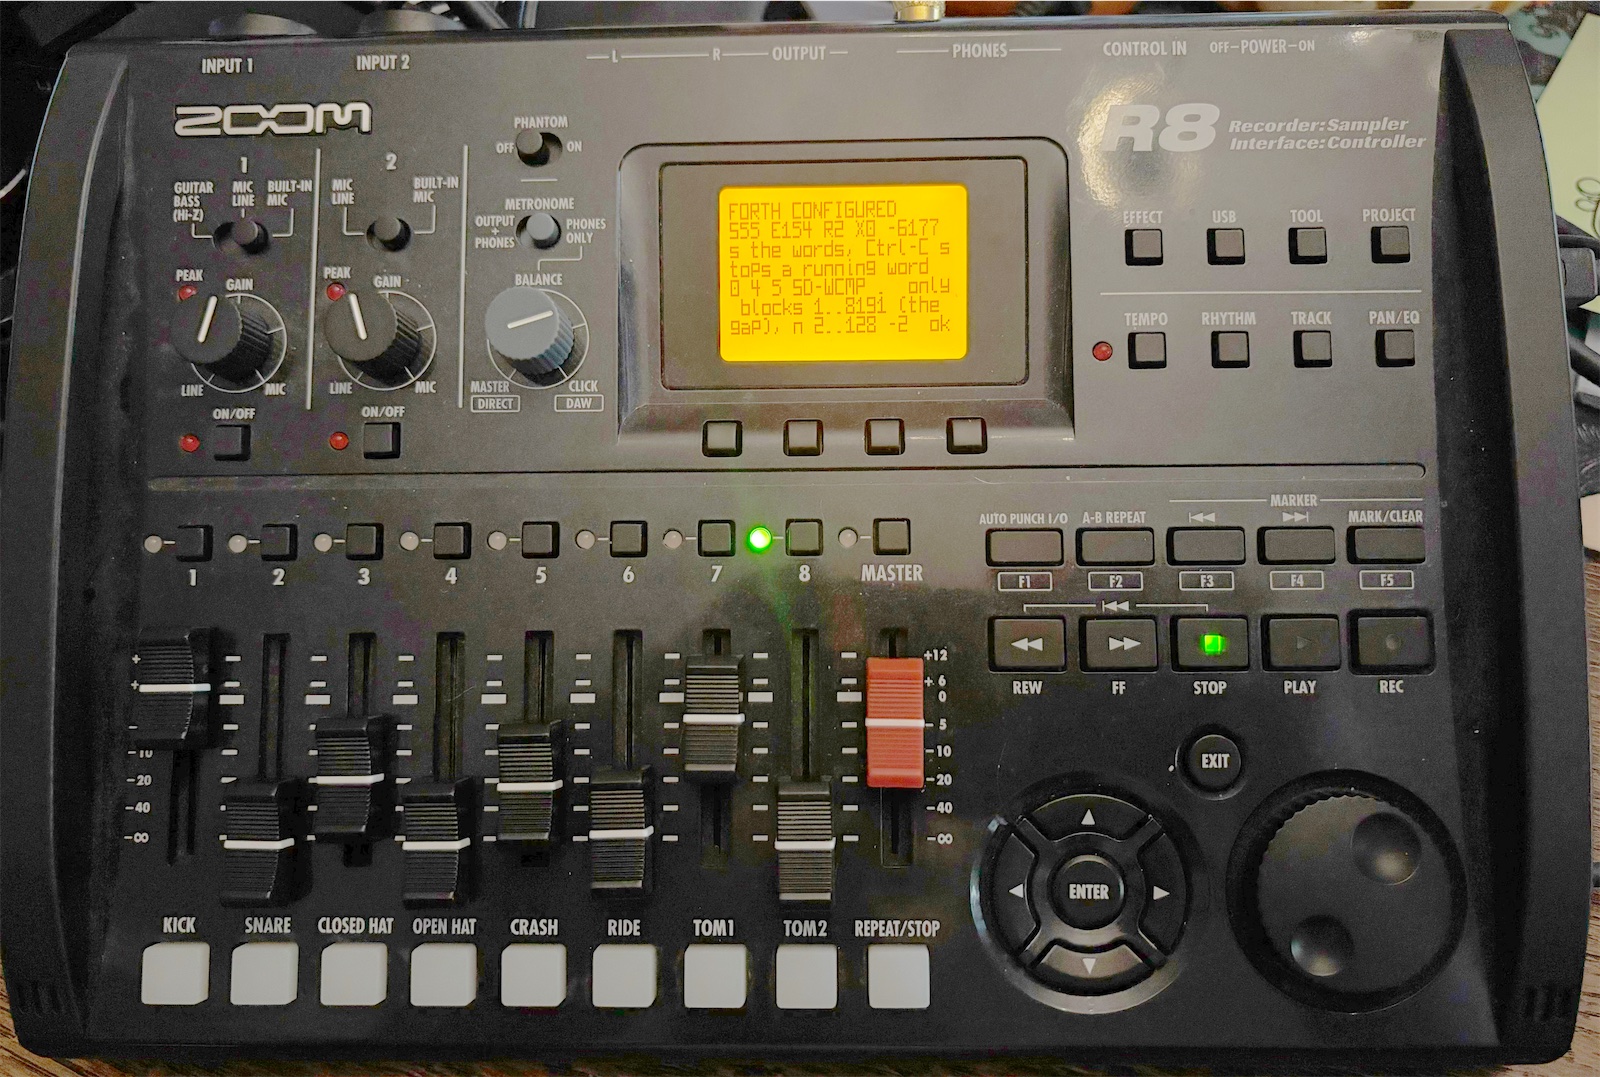 INPUT 1
INPUT 2
L R OUTPUT
PHONES
CONTROL IN
OFF-POWER-ON
ZOOM
R8
Recorder:Sampler
Interface:Controller
1
GUITAR
BASS
(Hi-Z)
MIC
LINE
BUILT-IN
MIC
PEAK
GAIN
LINE
MIC
ON/OFF
2
MIC
LINE
BUILT-IN
MIC
PEAK
GAIN
LINE
MIC
ON/OFF
PHANTOM
OFF
ON
METRONOME
OUTPUT
+
PHONES
PHONES
ONLY
BALANCE
MASTER
DIRECT
CLICK
DAW
FORTH CONFIGURED
S55 E154 R2 X0 -6177
s the words, Ctrl-C s
tops a running word
0 4 5 SD-WCMP . only
blocks 1..8191 (the
gap), n 2..128 -2 ok
EFFECT
USB
TOOL
PROJECT
TEMPO
RHYTHM
TRACK
PAN/EQ
1
2
3
4
5
6
7
8
MASTER
MARKER
AUTO PUNCH I/O
A-B REPEAT
MARK/CLEAR
F1
F2
F3
F4
F5
REW
FF
STOP
PLAY
REC
+
+
-10
-20
-40
-∞
+12
+6
0
-5
-10
-20
-40
-∞
EXIT
ENTER
KICK
SNARE
CLOSED HAT
OPEN HAT
CRASH
RIDE
TOM1
TOM2
REPEAT/STOP